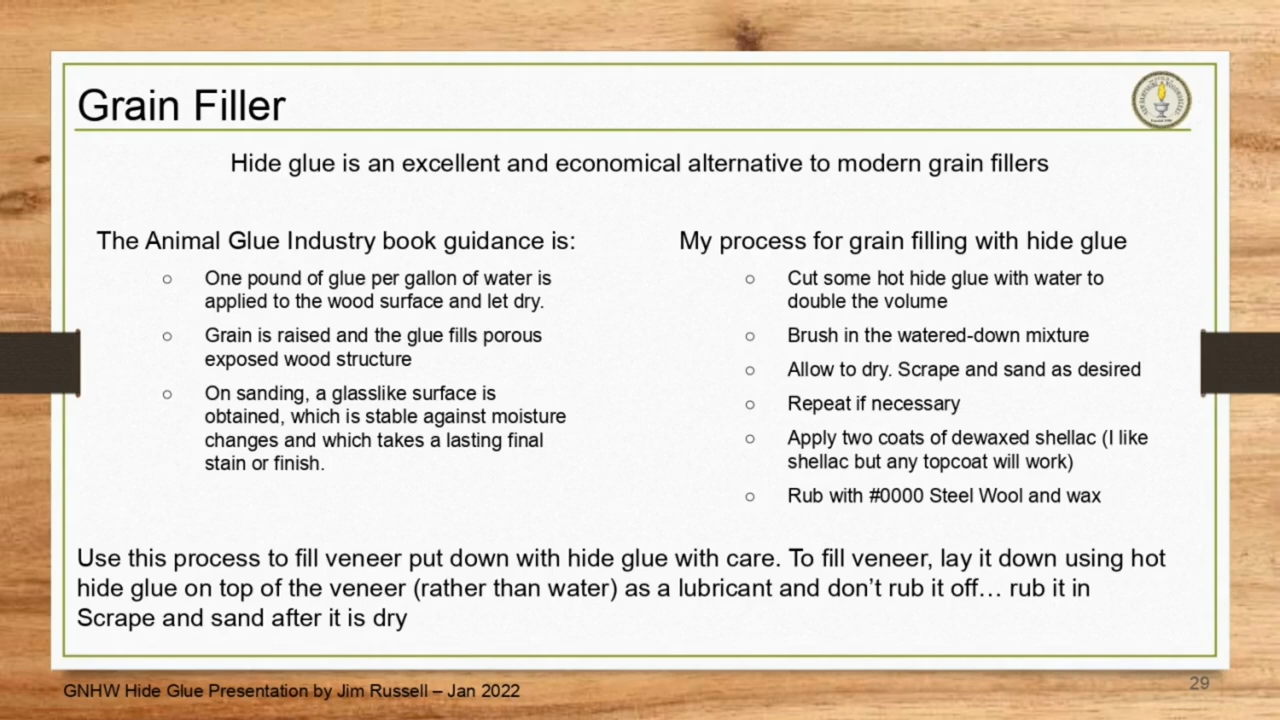 Grain Filler
Hide glue is an excellent and economical alternative to modern grain fillers
The Animal Glue Industry book guidance is:
○ One pound of glue per gallon of water is
applied to the wood surface and let dry.
○ Grain is raised and the glue fills porous
exposed wood structure
○ On sanding, a glasslike surface is
obtained, which is stable against moisture
changes and which takes a lasting final
stain or finish.
My process for grain filling with hide glue
○ Cut some hot hide glue with water to
double the volume
○ Brush in the watered-down mixture
○ Allow to dry. Scrape and sand as desired
○ Repeat if necessary
○ Apply two coats of dewaxed shellac (I like
shellac but any topcoat will work)
○ Rub with #0000 Steel Wool and wax
Use this process to fill veneer put down with hide glue with care. To fill veneer, lay it down using hot
hide glue on top of the veneer (rather than water) as a lubricant and don’t rub it off… rub it in
Scrape and sand after it is dry
GNHW Hide Glue Presentation by Jim Russell – Jan 2022
29